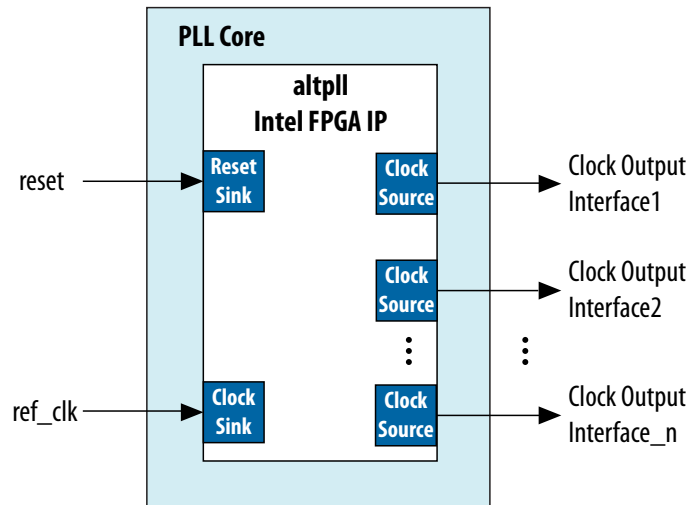 PLL Core
altpll
Intel FPGA IP
reset
Reset
Sink
Clock
Source
Clock Output
Interface1
Clock
Source
Clock Output
Interface2
ref_clk
Clock
Sink
Clock
Source
Clock Output
Interface_n